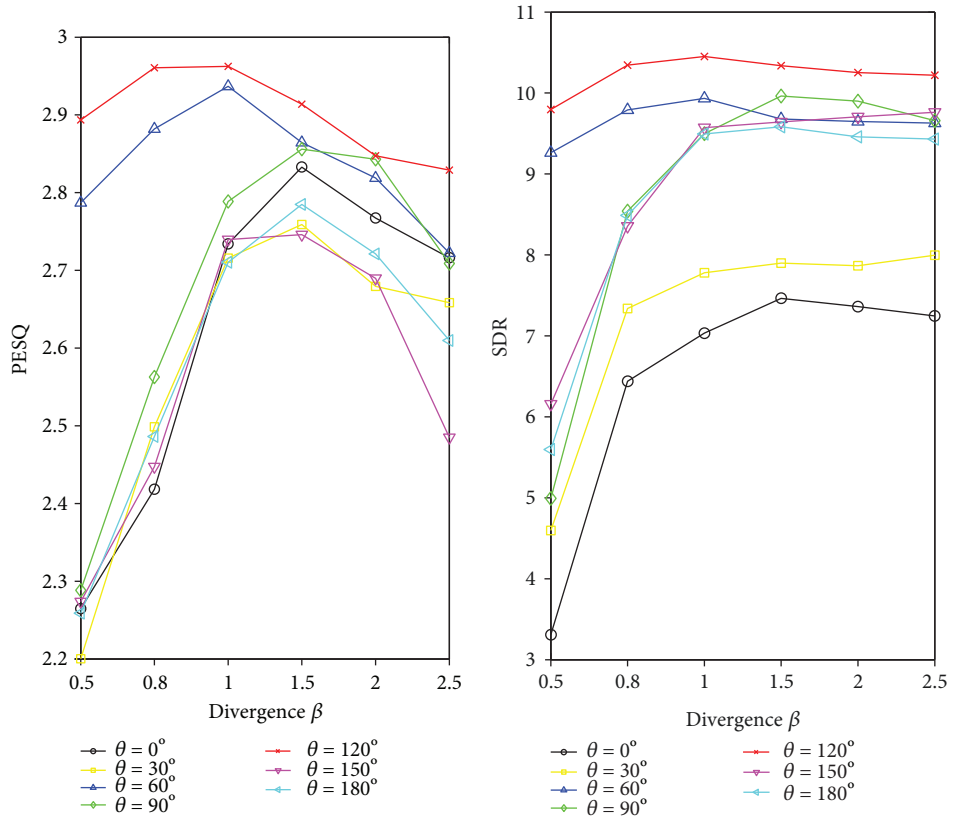 3
2.9
2.8
2.7
2.6
2.5
2.4
2.3
2.2
PESQ
0.5 0.8 1 1.5 2 2.5
Divergence β
θ = 0°
θ = 30°
θ = 60°
θ = 90°
θ = 120°
θ = 150°
θ = 180°
11
10
9
8
7
6
5
4
3
SDR
0.5 0.8 1 1.5 2 2.5
Divergence β
θ = 0°
θ = 30°
θ = 60°
θ = 90°
θ = 120°
θ = 150°
θ = 180°